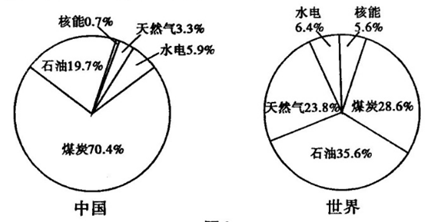 核能0.7%
天然气3.3%
水电5.9%
石油19.7%
煤炭70.4%
中国
水电
6.4%
核能
5.6%
天然气23.8%
煤炭28.6%
石油35.6%
世界